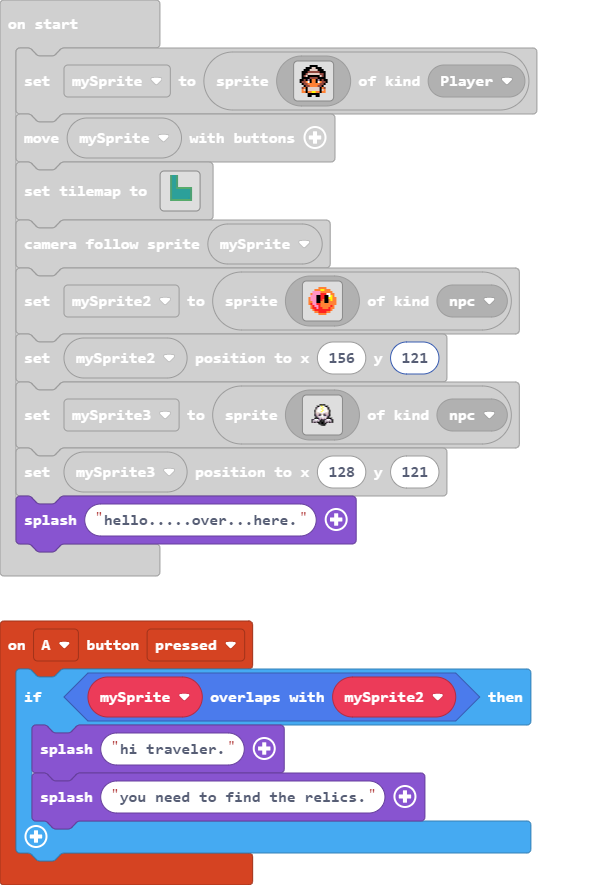 on start
set mySprite to sprite of kind Player
move mySprite with buttons
set tilemap to
camera follow sprite mySprite
set mySprite2 to sprite of kind npc
set mySprite2 position to x 156 y 121
set mySprite3 to sprite of kind npc
set mySprite3 position to x 128 y 121
splash "hello.....over...here."
on A button pressed
if mySprite overlaps with mySprite2 then
splash "hi traveler."
splash "you need to find the relics."